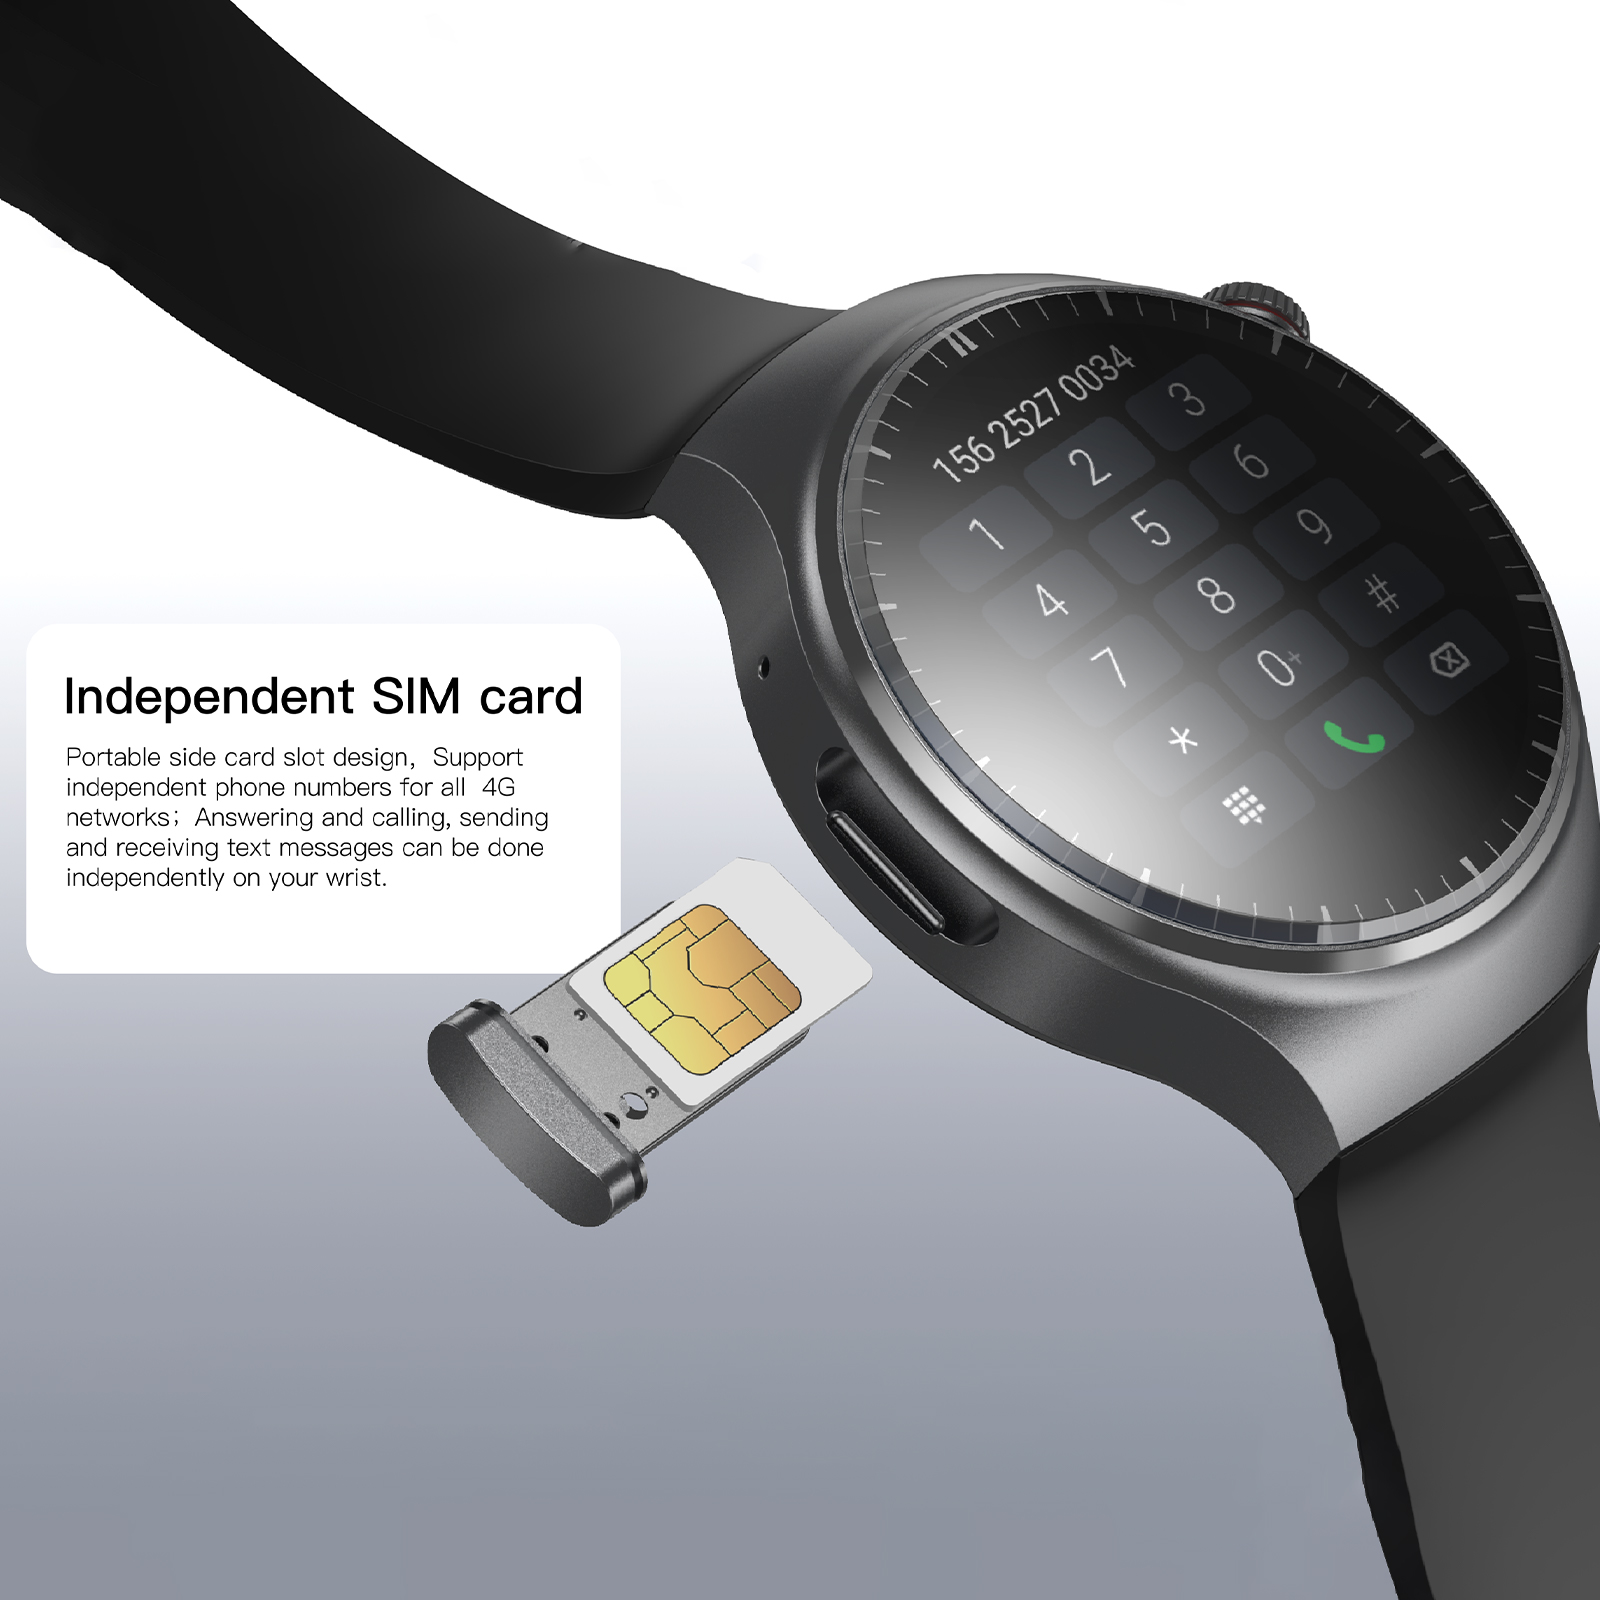 Independent SIM card
Portable side card slot design, Support
independent phone numbers for all 4G
networks; Answering and calling, sending
and receiving text messages can be done
independently on your wrist.
156 2527 0034
1 2 3
4 5 6
7 8 9
* 0+ #